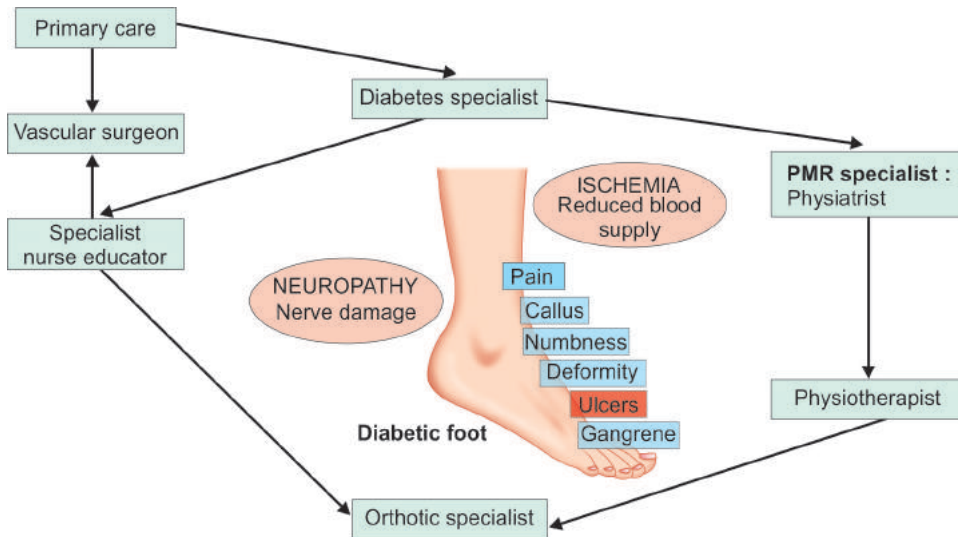 Primary care
Diabetes specialist
Vascular surgeon
PMR specialist :
Physiatrist
ISCHEMIA
Reduced blood
supply
Specialist
nurse educator
Pain
NEUROPATHY
Nerve damage
Callus
Numbness
Deformity
Physiotherapist
Ulcers
Diabetic foot
Gangrene
Orthotic specialist